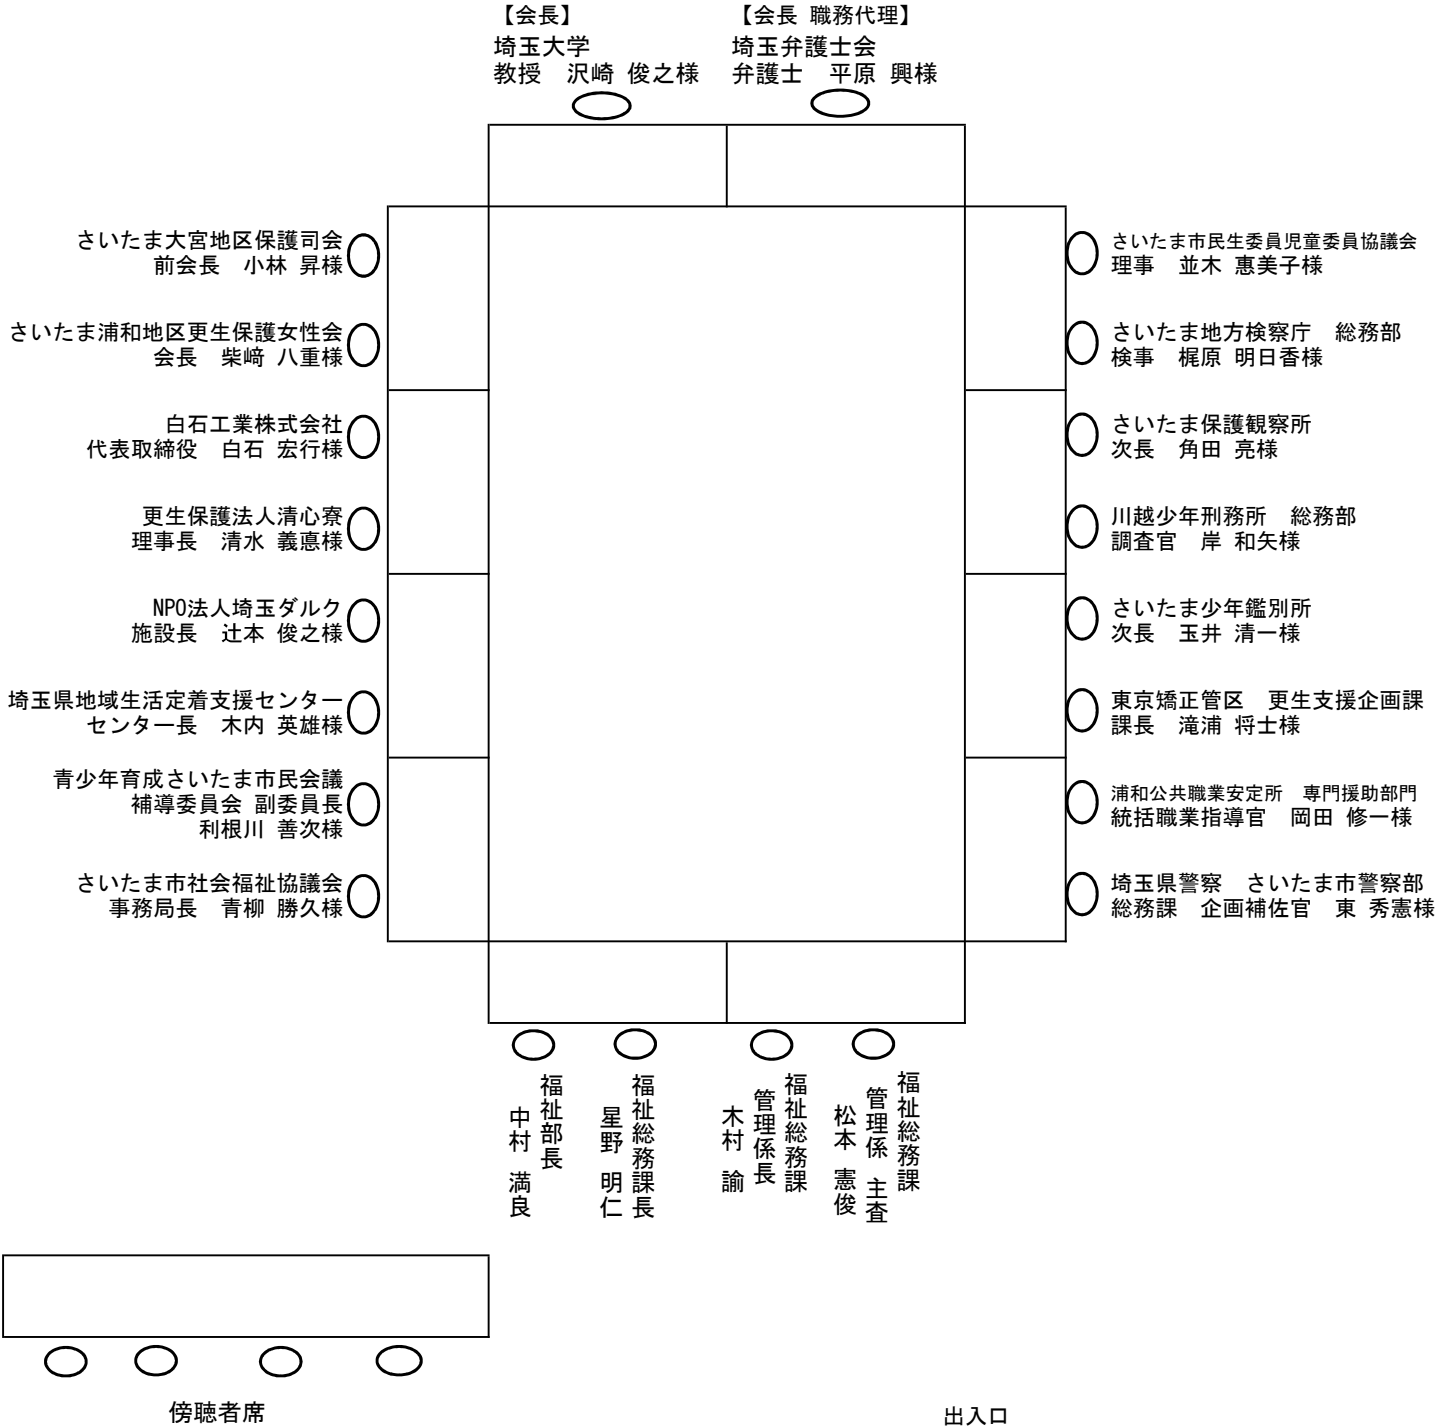 【会長】
埼玉大学
教授　沢崎 俊之様
【会長 職務代理】
埼玉弁護士会
弁護士　平原 興様
さいたま大宮地区保護司会
前会長　小林 昇様
さいたま浦和地区更生保護女性会
会長　柴﨑 八重様
白石工業株式会社
代表取締役　白石 宏行様
更生保護法人清心寮
理事長　清水 義悳様
NPO法人埼玉ダルク
施設長　辻本 俊之様
埼玉県地域生活定着支援センター
センター長　木内 英雄様
青少年育成さいたま市民会議
補導委員会 副委員長
利根川 善次様
さいたま市社会福祉協議会
事務局長　青柳 勝久様
さいたま市民生委員児童委員協議会
理事　並木 惠美子様
さいたま地方検察庁　総務部
検事　梶原 明日香様
さいたま保護観察所
次長　角田 亮様
川越少年刑務所　総務部
調査官　岸 和矢様
さいたま少年鑑別所
次長　玉井 清一様
東京矯正管区　更生支援企画課
課長　滝浦 将士様
浦和公共職業安定所　専門援助部門
統括職業指導官　岡田 修一様
埼玉県警察　さいたま市警察部
総務課　企画補佐官　東 秀憲様
福祉部長
中村 満良
福祉総務課長
星野 明仁
福祉総務課
管理係長
木村 諭
福祉総務課
管理係 主査
松本 憲俊
傍聴者席
出入口